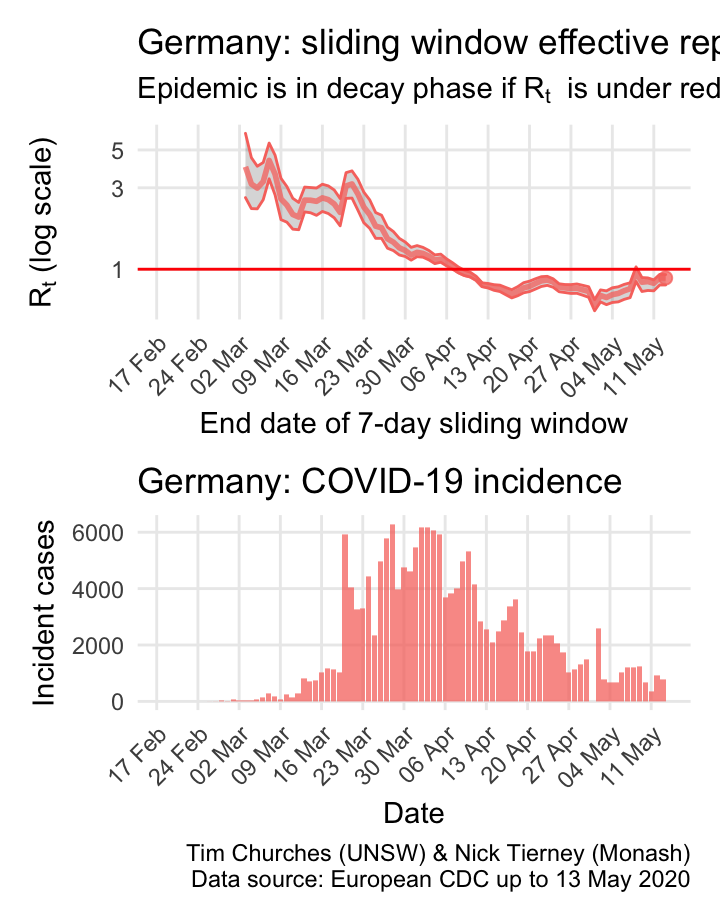 Germany: sliding window effective rep
Epidemic is in decay phase if Rt is under red
Rt (log scale)
5
3
1
17 Feb
24 Feb
02 Mar
09 Mar
16 Mar
23 Mar
30 Mar
06 Apr
13 Apr
20 Apr
27 Apr
04 May
11 May
End date of 7-day sliding window
Germany: COVID-19 incidence
Incident cases
6000
4000
2000
0
17 Feb
24 Feb
02 Mar
09 Mar
16 Mar
23 Mar
30 Mar
06 Apr
13 Apr
20 Apr
27 Apr
04 May
11 May
Date
Tim Churches (UNSW) & Nick Tierney (Monash)
Data source: European CDC up to 13 May 2020